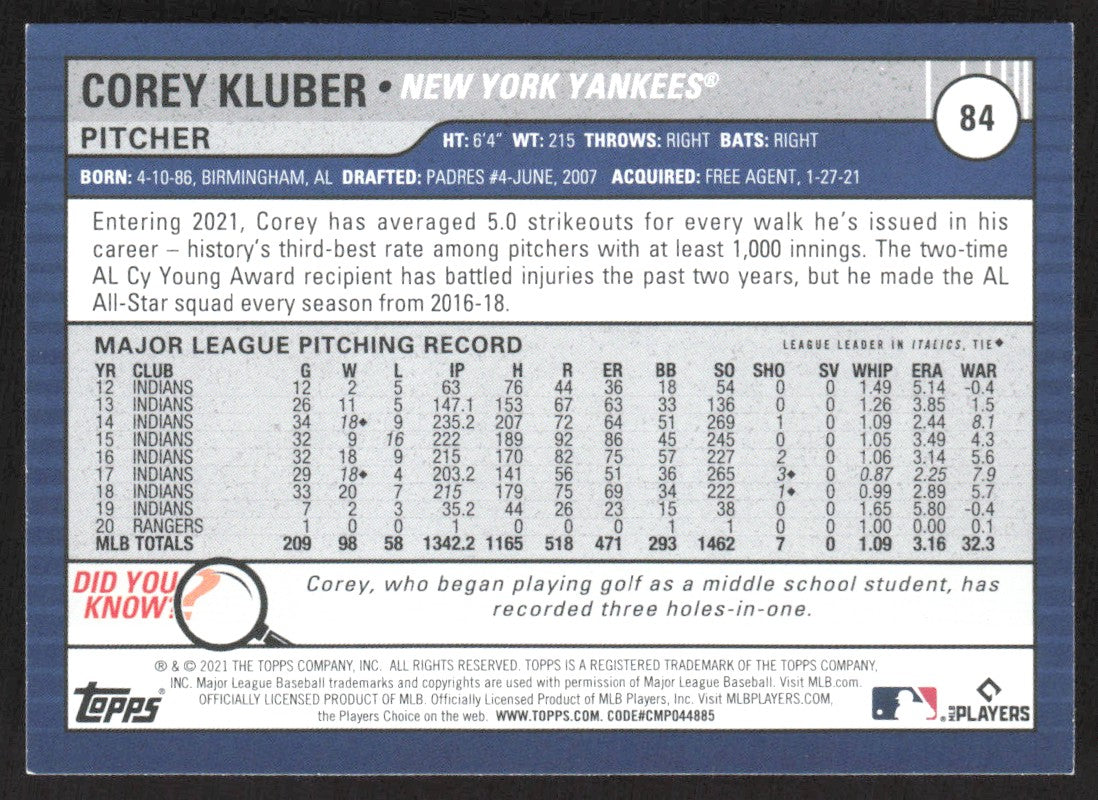 COREY KLUBER • NEW YORK YANKEES®
84
PITCHER
HT: 6'4" WT: 215 THROWS: RIGHT BATS: RIGHT
BORN: 4-10-86, BIRMINGHAM, AL DRAFTED: PADRES #4-JUNE, 2007 ACQUIRED: FREE AGENT, 1-27-21
Entering 2021, Corey has averaged 5.0 strikeouts for every walk he's issued in his
career – history's third-best rate among pitchers with at least 1,000 innings. The two-time
AL Cy Young Award recipient has battled injuries the past two years, but he made the AL
All-Star squad every season from 2016-18.
MAJOR LEAGUE PITCHING RECORD
LEAGUE LEADER IN ITALICS, TIE◆
YR CLUB G W L IP H R ER BB SO SHO SV WHIP ERA WAR
12 INDIANS 12 2 5 63 76 44 36 18 54 0 0 1.49 5.14 -0.4
13 INDIANS 26 11 5 147.1 153 67 63 33 136 0 0 1.26 3.85 1.5
14 INDIANS 34 18◆ 9 235.2 207 72 64 51 269 1 0 1.09 2.44 8.1
15 INDIANS 32 9 16 222 189 92 86 45 245 0 0 1.05 3.49 4.3
16 INDIANS 32 18 9 215 170 82 75 57 227 2 0 1.06 3.14 5.6
17 INDIANS 29 18◆ 4 203.2 141 56 51 36 265 3◆ 0 0.87 2.25 7.9
18 INDIANS 33 20 7 215 179 75 69 34 222 1◆ 0 0.99 2.89 5.7
19 INDIANS 7 2 3 35.2 44 26 23 15 38 0 0 1.65 5.80 -0.4
20 RANGERS 1 0 0 1 0 0 0 1 1 0 0 1.00 0.00 0.1
MLB TOTALS 209 98 58 1342.2 1165 518 471 293 1462 7 0 1.09 3.16 32.3
DID YOU
KNOW?
Corey, who began playing golf as a middle school student, has
recorded three holes-in-one.
® & © 2021 THE TOPPS COMPANY, INC. ALL RIGHTS RESERVED. TOPPS IS A REGISTERED TRADEMARK OF THE TOPPS COMPANY,
INC. Major League Baseball trademarks and copyrights are used with permission of Major League Baseball. Visit MLB.com.
OFFICIALLY LICENSED PRODUCT OF MLB. Officially Licensed Product of MLB Players, Inc. Visit MLBPLAYERS.COM,
the Players Choice on the web. WWW.TOPPS.COM. CODE#CMP044885
Topps®
MLB PLAYERS